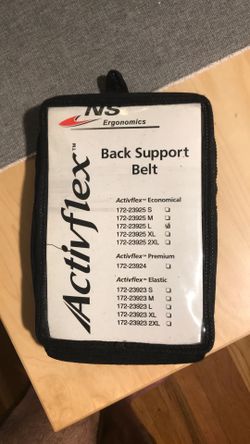 NS
Ergonomics
Activflex™
Back Support
Belt
Activflex™ Economical
172-23925 S
172-23925 M
172-23925 L
172-23925 XL
172-23925 2XL
Activflex™ Premium
172-23924
Activflex™ Elastic
172-23923 S
172-23923 M
172-23923 L
172-23923 XL
172-23923 2XL